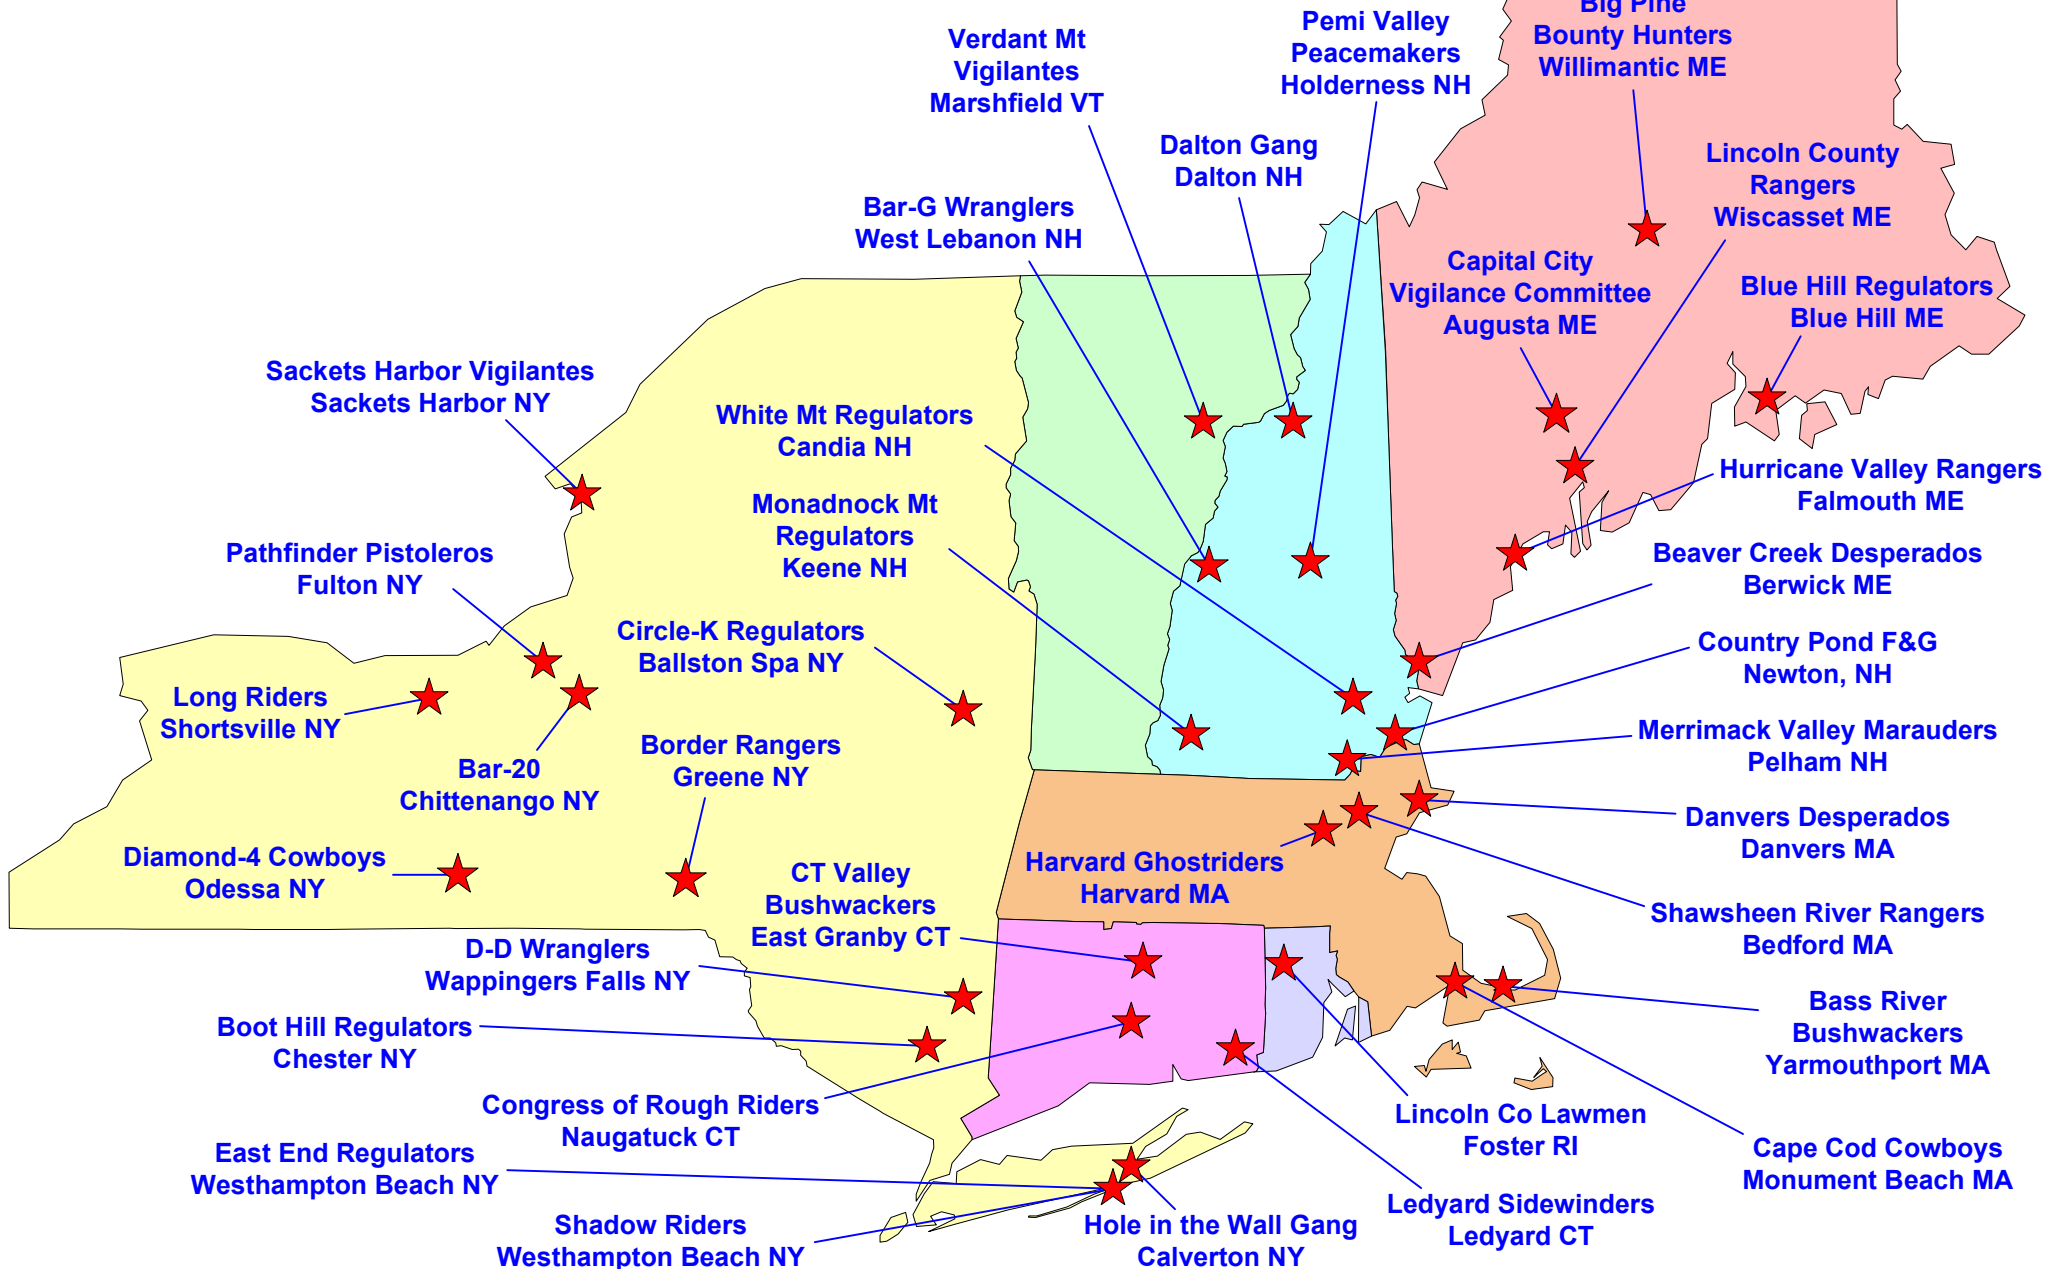 Big Pine
Bounty Hunters
Willimantic ME
Pemi Valley
Peacemakers
Holderness NH
Verdant Mt
Vigilantes
Marshfield VT
Dalton Gang
Dalton NH
Lincoln County
Rangers
Wiscasset ME
Bar-G Wranglers
West Lebanon NH
Capital City
Vigilance Committee
Augusta ME
Blue Hill Regulators
Blue Hill ME
Sackets Harbor Vigilantes
Sackets Harbor NY
White Mt Regulators
Candia NH
Hurricane Valley Rangers
Falmouth ME
Monadnock Mt
Regulators
Keene NH
Pathfinder Pistoleros
Fulton NY
Beaver Creek Desperados
Berwick ME
Circle-K Regulators
Ballston Spa NY
Country Pond F&G
Newton, NH
Long Riders
Shortsville NY
Merrimack Valley Marauders
Pelham NH
Border Rangers
Greene NY
Bar-20
Chittenango NY
Danvers Desperados
Danvers MA
Diamond-4 Cowboys
Odessa NY
Harvard Ghostriders
Harvard MA
CT Valley
Bushwackers
East Granby CT
Shawsheen River Rangers
Bedford MA
D-D Wranglers
Wappingers Falls NY
Bass River
Bushwackers
Yarmouthport MA
Boot Hill Regulators
Chester NY
Congress of Rough Riders
Naugatuck CT
Lincoln Co Lawmen
Foster RI
Cape Cod Cowboys
Monument Beach MA
East End Regulators
Westhampton Beach NY
Ledyard Sidewinders
Ledyard CT
Shadow Riders
Westhampton Beach NY
Hole in the Wall Gang
Calverton NY